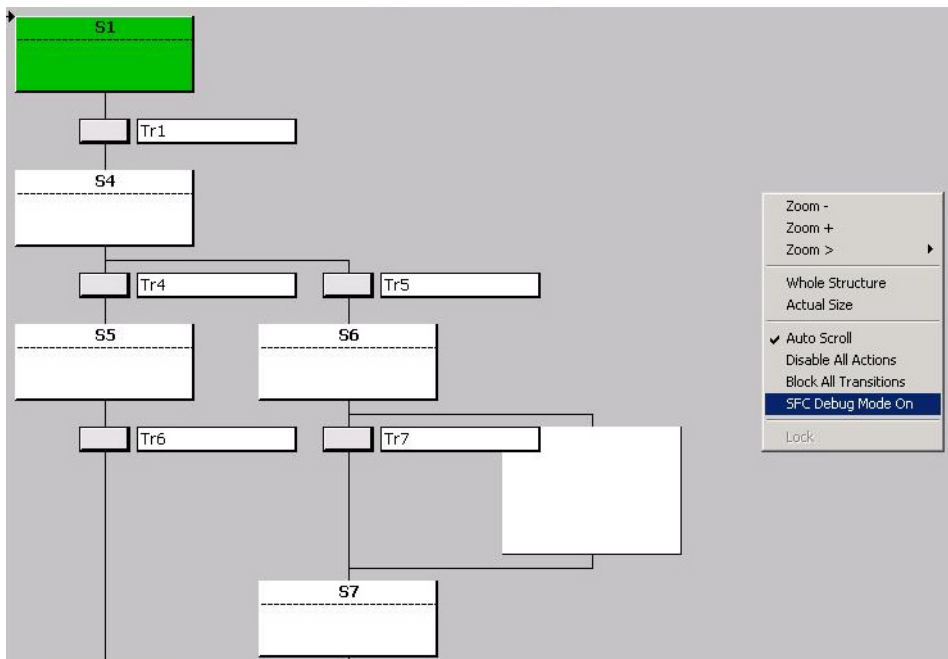 S1
Tr1
S4
Tr4
Tr5
S5
S6
Tr6
Tr7
S7
Zoom -
Zoom +
Zoom >
Whole Structure
Actual Size
Auto Scroll
Disable All Actions
Block All Transitions
SFC Debug Mode On
Lock